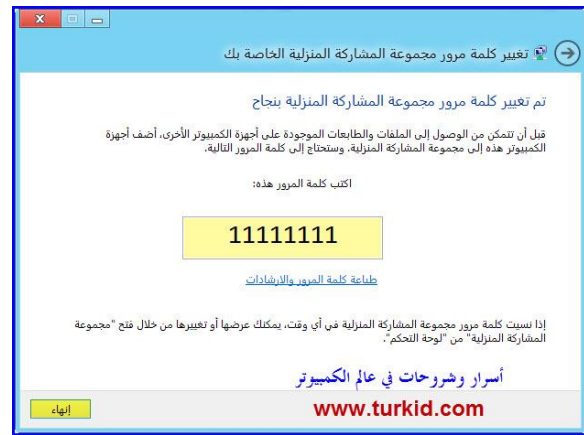 تغيير كلمة مرور مجموعة المشاركة المنزلية الخاصة بك
تم تغيير كلمة مرور مجموعة المشاركة المنزلية بنجاح
قبل أن تتمكن من الوصول إلى الملفات والطابعات الموجودة على أجهزة الكمبيوتر الأخرى، أضف أجهزة
الكمبيوتر هذه إلى مجموعة المشاركة المنزلية. وستحتاج إلى كلمة المرور التالية.
اكتب كلمة المرور هذه:
11111111
طباعة كلمة المرور والإرشادات
إذا نسيت كلمة مرور مجموعة المشاركة المنزلية في أي وقت، يمكنك عرضها أو تغييرها من خلال فتح "مجموعة
المشاركة المنزلية" من "لوحة التحكم".
أسرار وشروحات في عالم الكمبيوتر
www.turkid.com
إنهاء